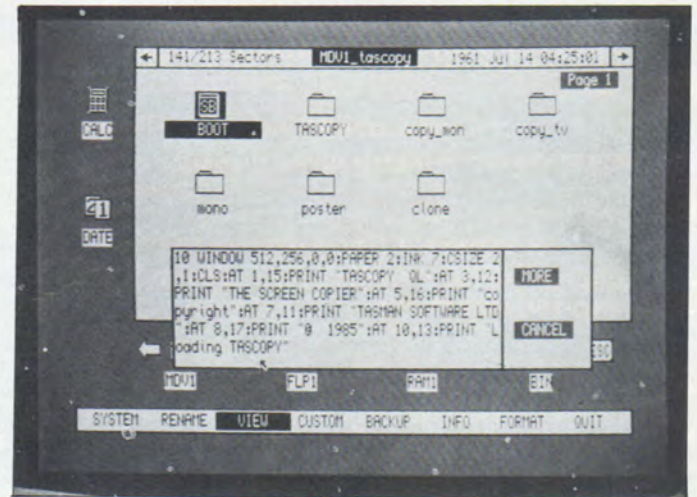 ← 141/213 Sectors MDV1_tascopy 1961 Jul 14 04:25:01 →
Page 1
SB
CALC BOOT TASCOPY copy_mon copy_tv
21
DATE mono poster clone
10 WINDOW 512,256,0,0:PAPER 2:INK 7:CSIZE 2
,1:CLS:AT 1,15:PRINT "TASCOPY QL":AT 3,12:
PRINT "THE SCREEN COPIER":AT 5,16:PRINT "co
pyright":AT 7,11:PRINT "TASMAN SOFTWARE LTD
":AT 8,17:PRINT "@ 1985":AT 10,13:PRINT "L
oading TASCOPY"
MORE
CANCEL
MDV1 FLP1 RAM1 BIN
SYSTEM RENAME VIEW CUSTOM BACKUP INFO FORMAT QUIT